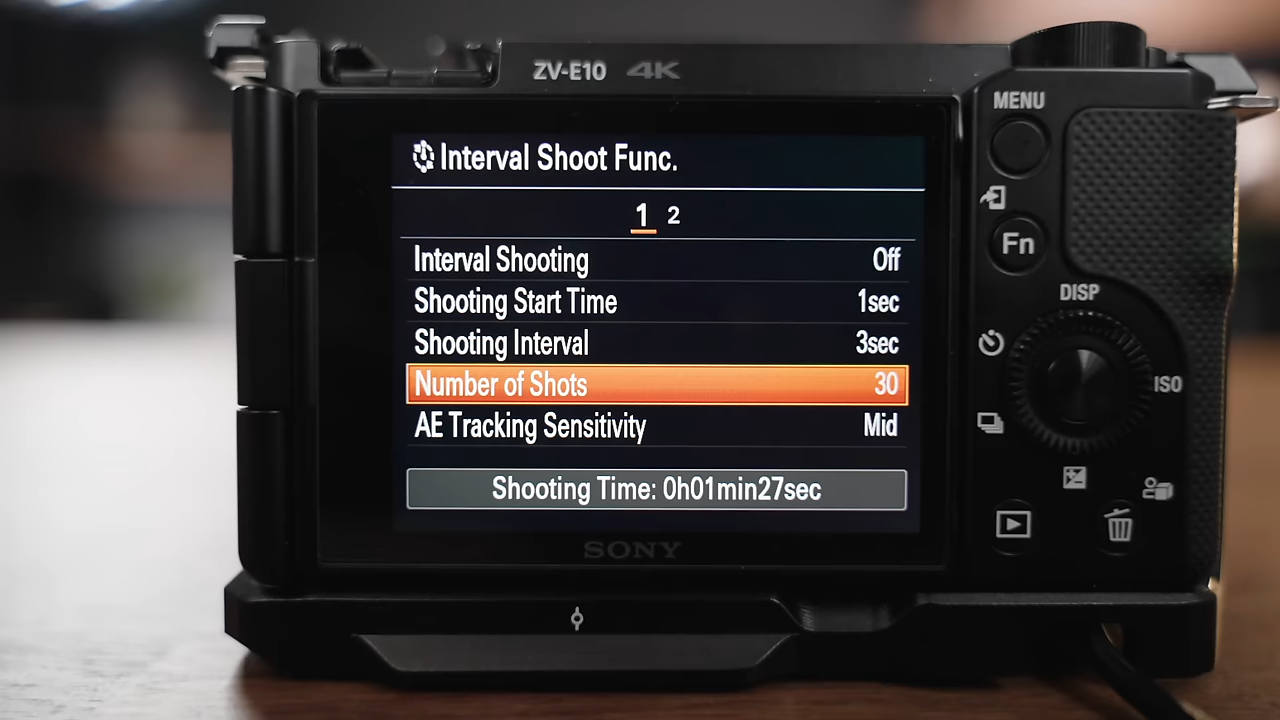 ZV-E10 4K
MENU
Interval Shoot Func.
1 2
Interval Shooting Off
Shooting Start Time 1sec
Shooting Interval 3sec
Number of Shots 30
AE Tracking Sensitivity Mid
Shooting Time: 0h01min27sec
Fn
DISP
ISO
SONY